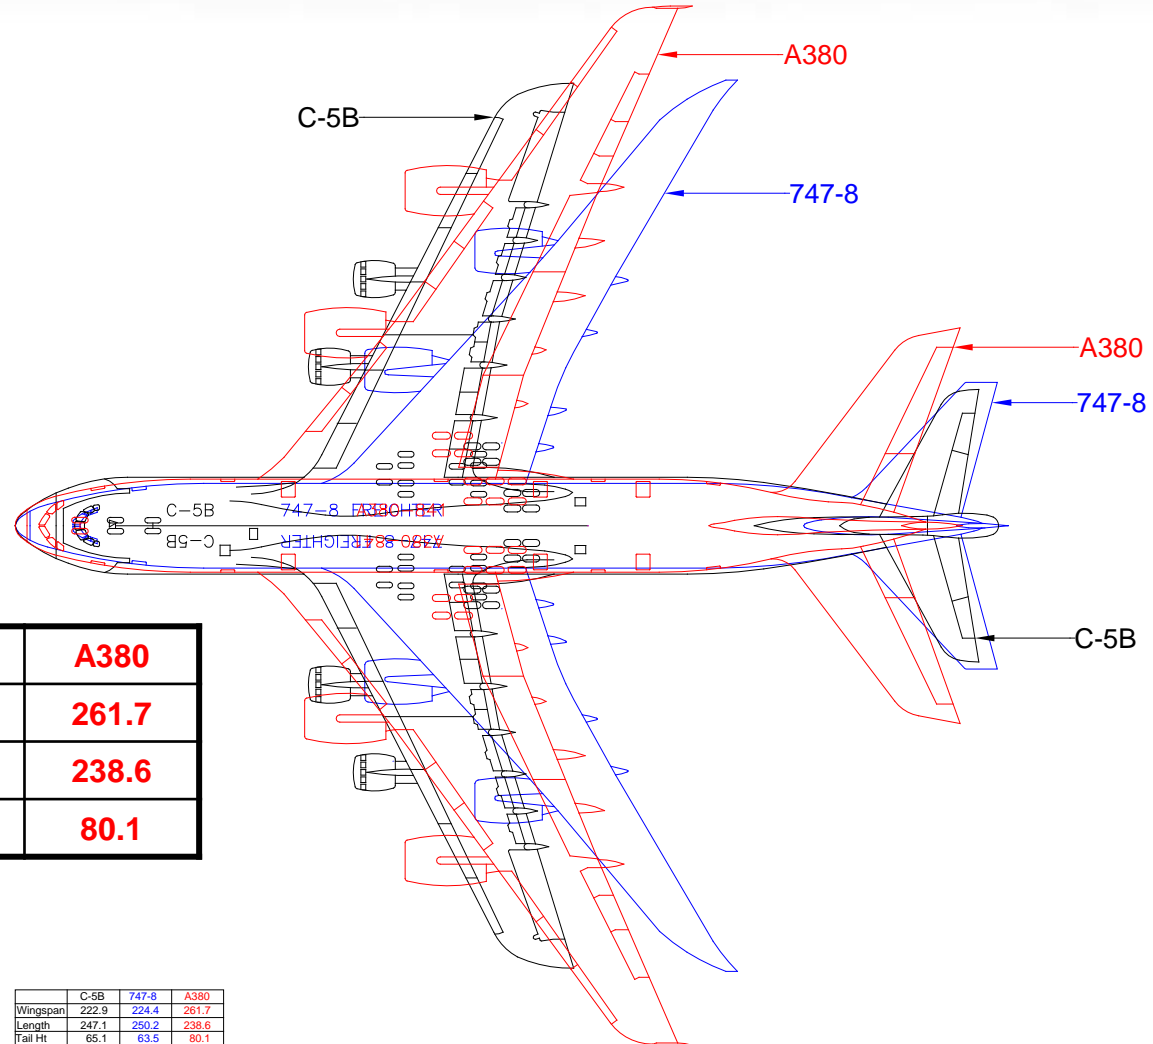 A380
C-5B
747-8
A380
747-8
C-5B
747-8 FREIGHTER
C-5B
C-5B
A380
261.7
238.6
80.1
C-5B 747-8 A380
Wingspan 222.9 224.4 261.7
Length 247.1 250.2 238.6
Tail Ht 65.1 63.5 80.1